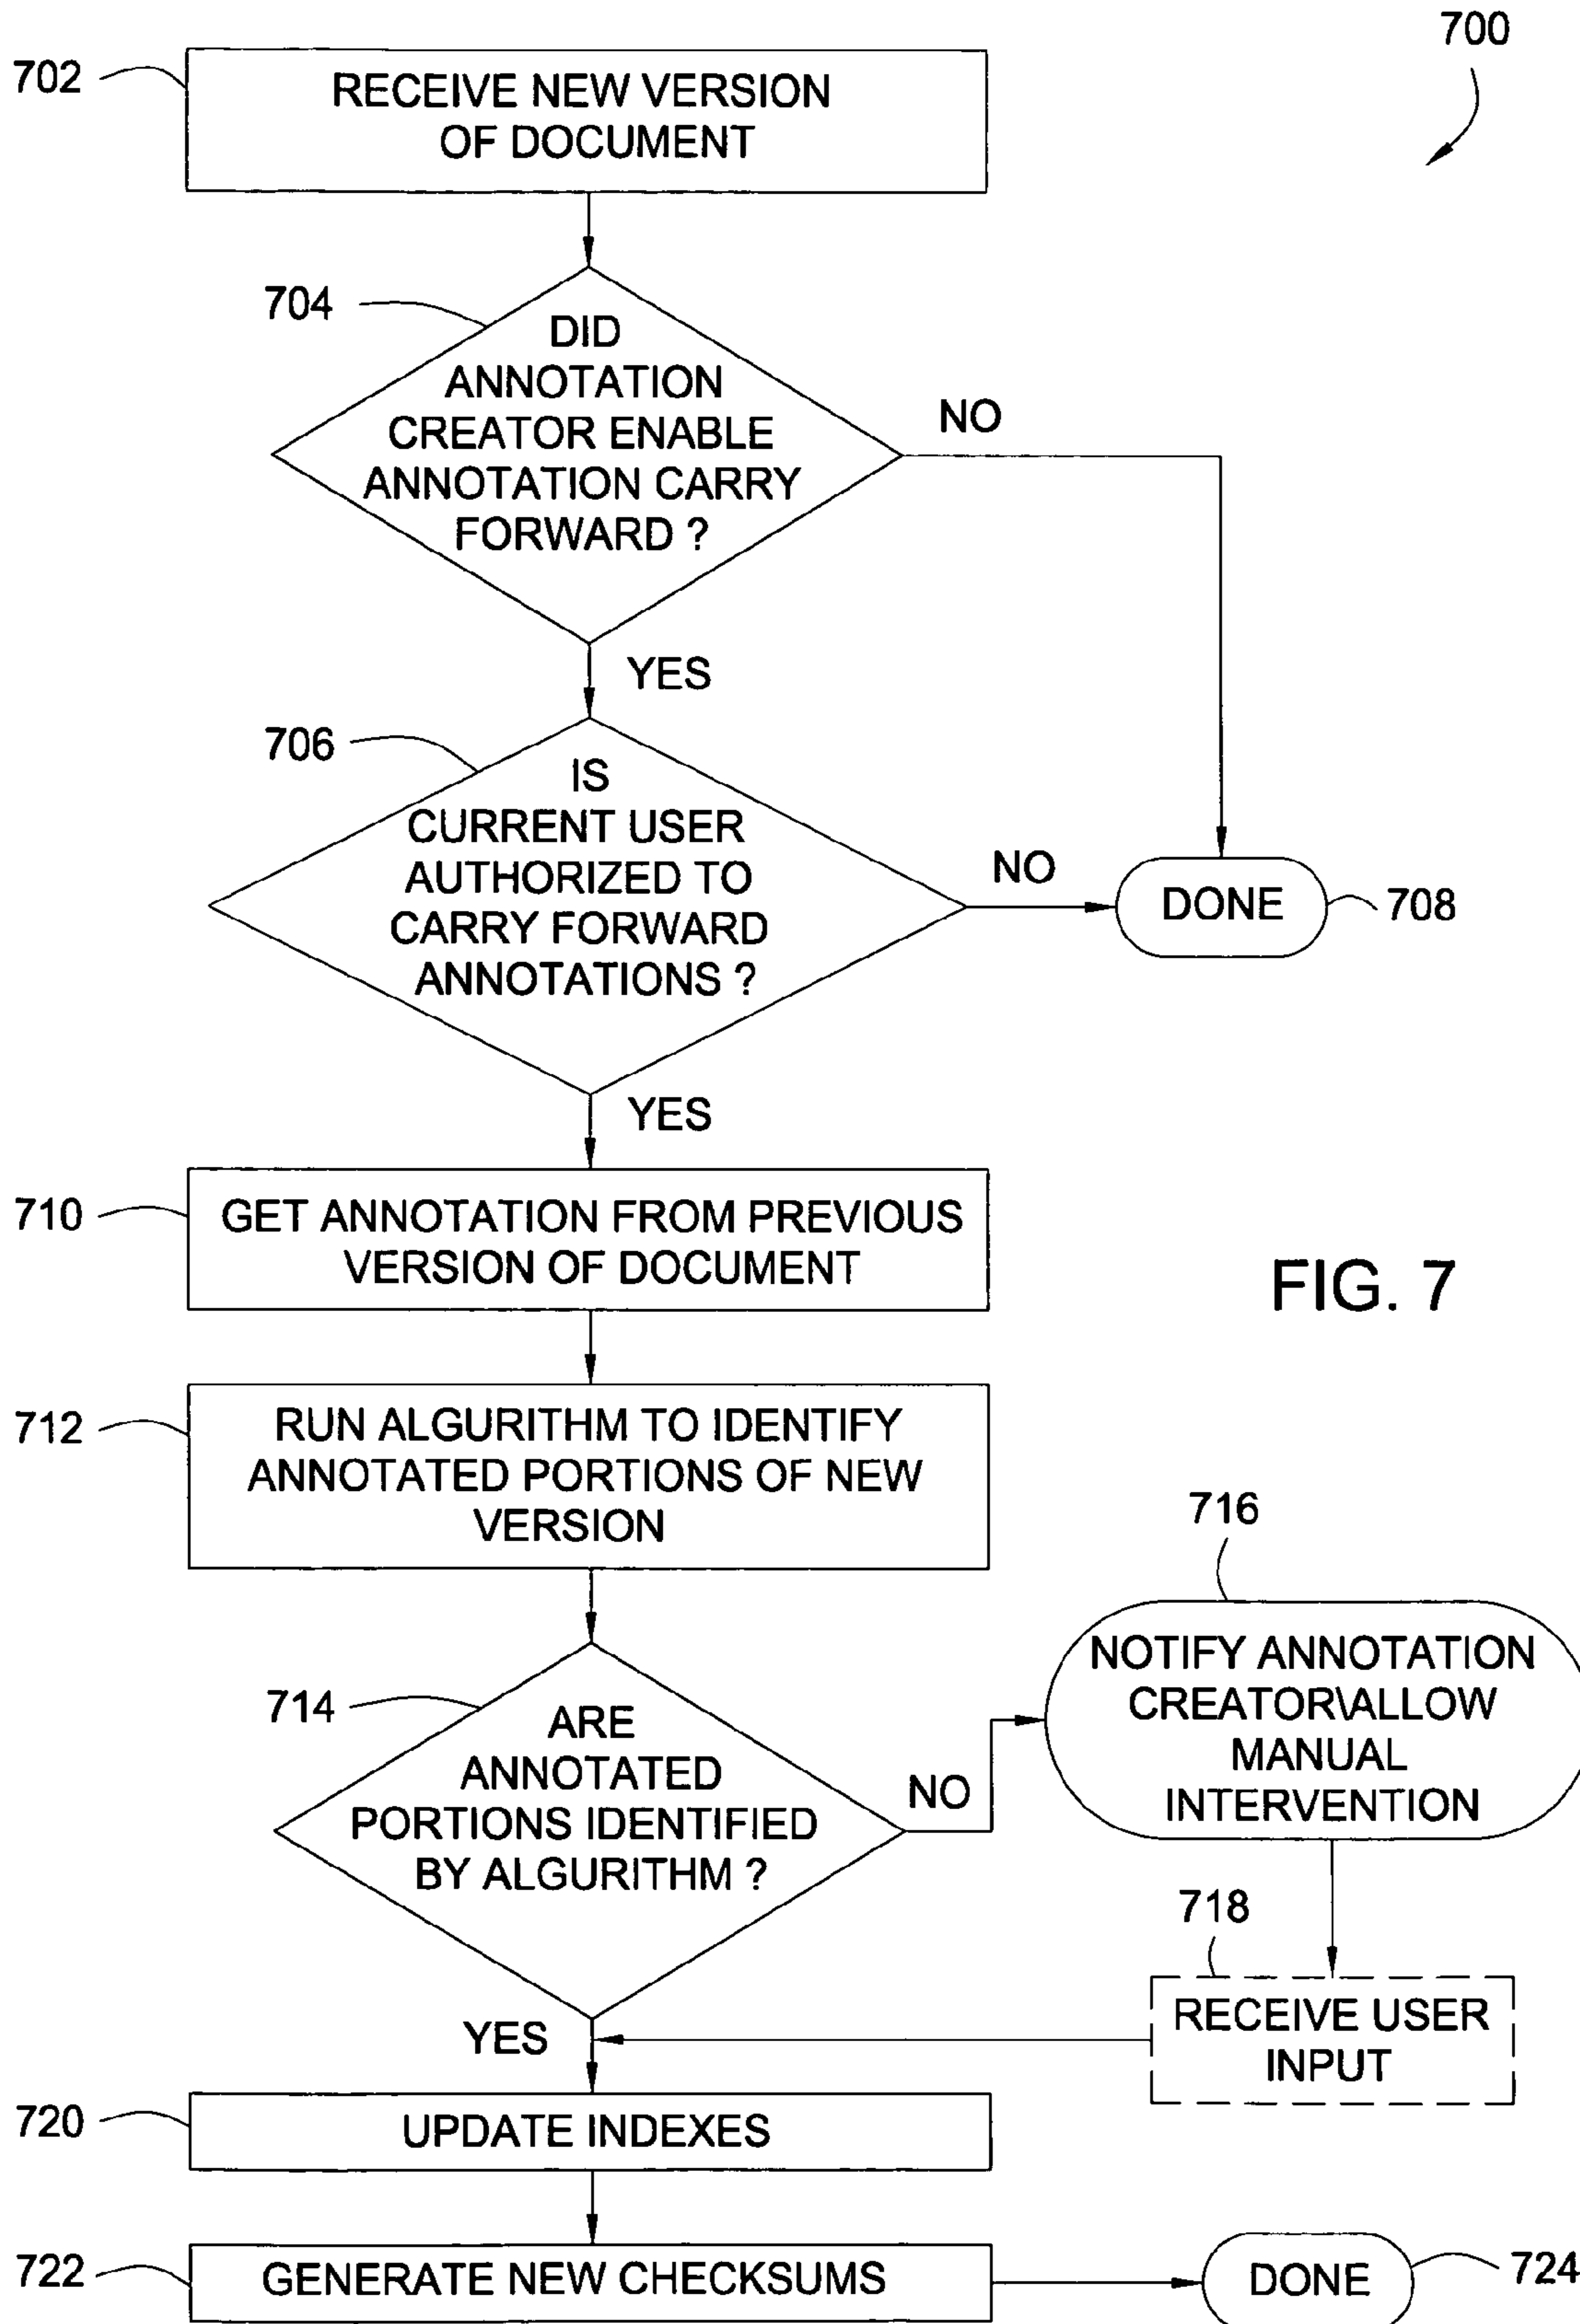 700
702
RECEIVE NEW VERSION
OF DOCUMENT
704
DID
ANNOTATION
CREATOR ENABLE
ANNOTATION CARRY
FORWARD ?
NO
YES
706
IS
CURRENT USER
AUTHORIZED TO
CARRY FORWARD
ANNOTATIONS ?
NO
DONE
708
YES
710
GET ANNOTATION FROM PREVIOUS
VERSION OF DOCUMENT
FIG. 7
712
RUN ALGURITHM TO IDENTIFY
ANNOTATED PORTIONS OF NEW
VERSION
714
ARE
ANNOTATED
PORTIONS IDENTIFIED
BY ALGURITHM ?
NO
716
NOTIFY ANNOTATION
CREATOR\ALLOW
MANUAL
INTERVENTION
718
RECEIVE USER
INPUT
YES
720
UPDATE INDEXES
722
GENERATE NEW CHECKSUMS
DONE
724